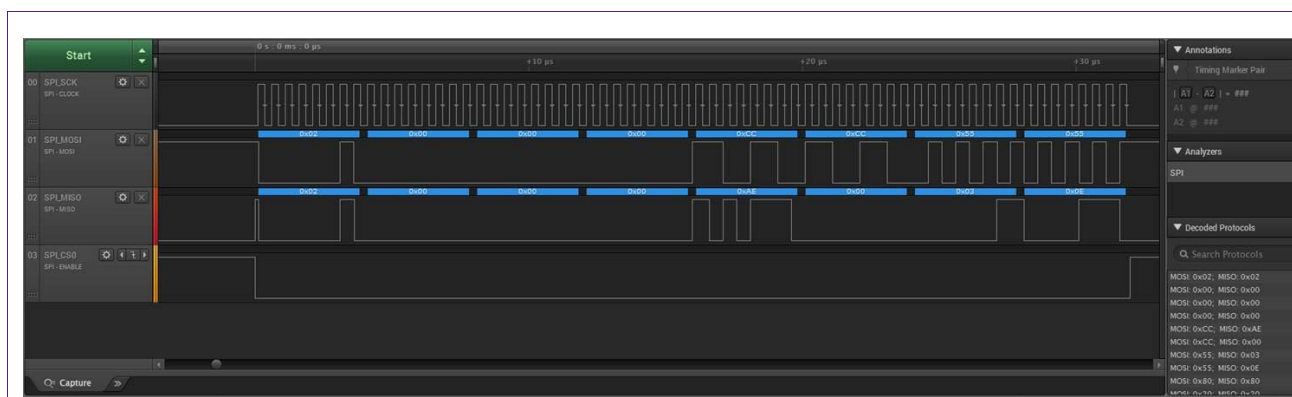 Start
0 s : 0 ms : 0 µs
+10 µs
+20 µs
+30 µs
00 SPI_SCK
SPI - CLOCK
01 SPI_MOSI
SPI - MOSI
0x02 0x00 0x00 0x00 0xCC 0xCC 0x55 0x55
02 SPI_MISO
SPI - MISO
0x02 0x00 0x00 0x00 0xAE 0x00 0x03 0x0E
03 SPI_CS0
SPI - ENABLE
Capture
Annotations
Timing Marker Pair
| A1 - A2 | = ###
A1 @ ###
A2 @ ###
Analyzers
SPI
Decoded Protocols
Search Protocols
MOSI: 0x02; MISO: 0x02
MOSI: 0x00; MISO: 0x00
MOSI: 0x00; MISO: 0x00
MOSI: 0x00; MISO: 0x00
MOSI: 0xCC; MISO: 0xAE
MOSI: 0xCC; MISO: 0x00
MOSI: 0x55; MISO: 0x03
MOSI: 0x55; MISO: 0x0E
MOSI: 0x80; MISO: 0x80
MOSI: 0x20; MISO: 0x20